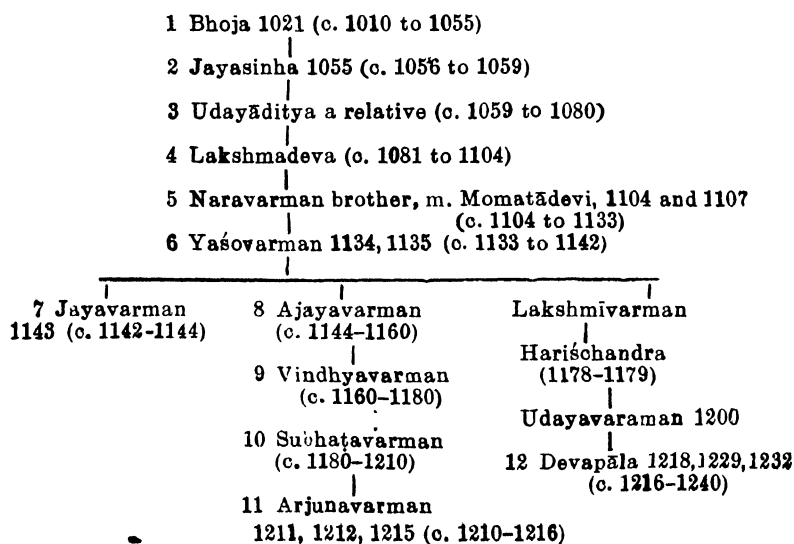 1 Bhoja 1021 (c. 1010 to 1055)
2 Jayasinha 1055 (c. 1056 to 1059)
3 Udayāditya a relative (c. 1059 to 1080)
4 Lakshmadeva (c. 1081 to 1104)
5 Naravarman brother, m. Momatādevi, 1104 and 1107
(c. 1104 to 1133)
6 Yaśovarman 1134, 1135 (c. 1133 to 1142)
7 Jayavarman
1143 (c. 1142–1144)
8 Ajayavarman
(c. 1144–1160)
9 Vindhyavarman
(c. 1160–1180)
10 Subhaṭavarman
(c. 1180–1210)
11 Arjunavarman
1211, 1212, 1215 (c. 1210–1216)
Lakshmīvarman
Hariśchandra
(1178–1179)
Udayavaraman 1200
12 Devapāla 1218, 1229, 1232
(c. 1216–1240)